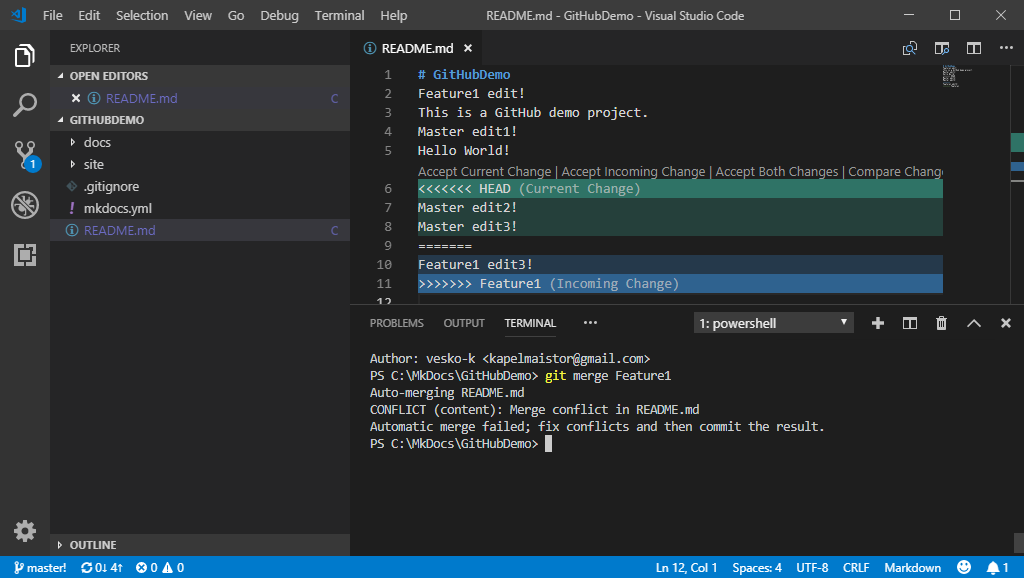 File Edit Selection View Go Debug Terminal Help README.md - GitHubDemo - Visual Studio Code
EXPLORER
OPEN EDITORS
README.md C
GITHUBDEMO
docs
site
.gitignore
! mkdocs.yml
README.md C
OUTLINE
1
README.md
1 # GitHubDemo
2 Feature1 edit!
3 This is a GitHub demo project.
4 Master edit1!
5 Hello World!
Accept Current Change | Accept Incoming Change | Accept Both Changes | Compare Chang
6 <<<<<<< HEAD (Current Change)
7 Master edit2!
8 Master edit3!
9 =======
10 Feature1 edit3!
11 >>>>>>> Feature1 (Incoming Change)
12
PROBLEMS OUTPUT TERMINAL ··· 1: powershell
Author: vesko-k <kapelmaistor@gmail.com>
PS C:\MkDocs\GitHubDemo> git merge Feature1
Auto-merging README.md
CONFLICT (content): Merge conflict in README.md
Automatic merge failed; fix conflicts and then commit the result.
PS C:\MkDocs\GitHubDemo>
master! 0↓ 4↑ 0 0 Ln 12, Col 1 Spaces: 4 UTF-8 CRLF Markdown 1